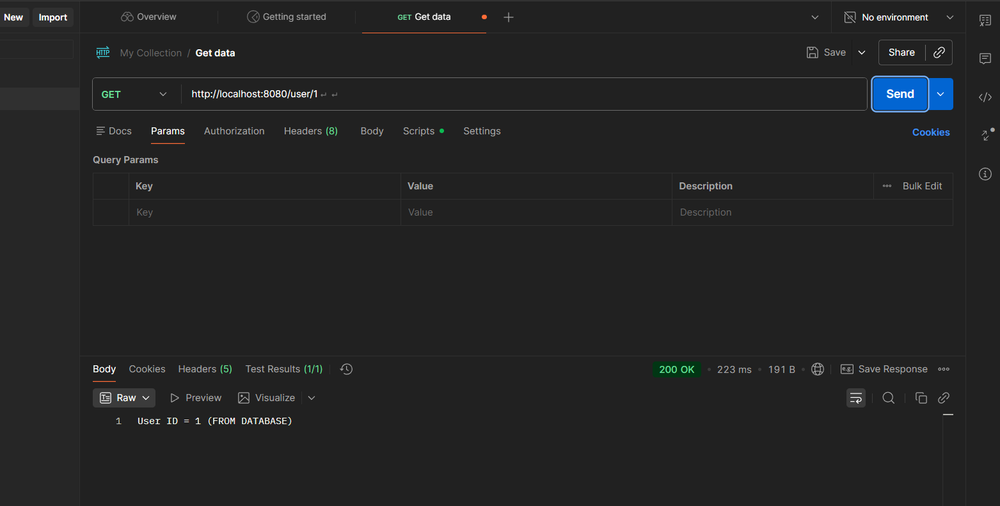 New Import Overview Getting started GET Get data No environment
HTTP My Collection / Get data Save Share
GET http://localhost:8080/user/1 ↵ ↵ Send
Docs Params Authorization Headers (8) Body Scripts Settings Cookies
Query Params
Key Value Description Bulk Edit
Key Value Description
Body Cookies Headers (5) Test Results (1/1) 200 OK 223 ms 191 B e.g. Save Response
Raw Preview Visualize
1 User ID = 1 (FROM DATABASE)